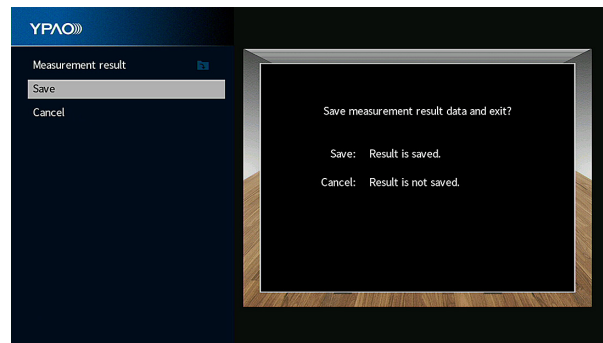 YPAO
Measurement result
Save
Cancel
Save measurement result data and exit?
Save: Result is saved.
Cancel: Result is not saved.